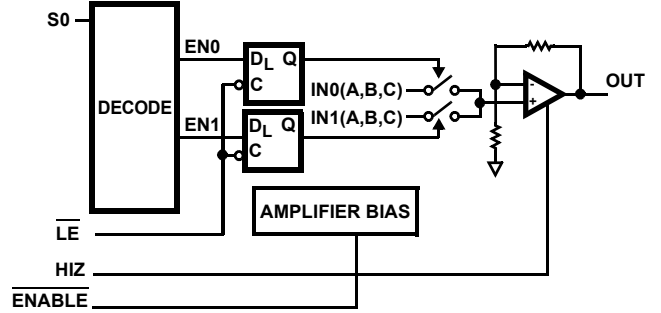 S0
EN0
DL Q
C
DECODE
IN0(A,B,C)
IN1(A,B,C)
OUT
-
+
EN1
DL Q
C
AMPLIFIER BIAS
LE
HIZ
ENABLE